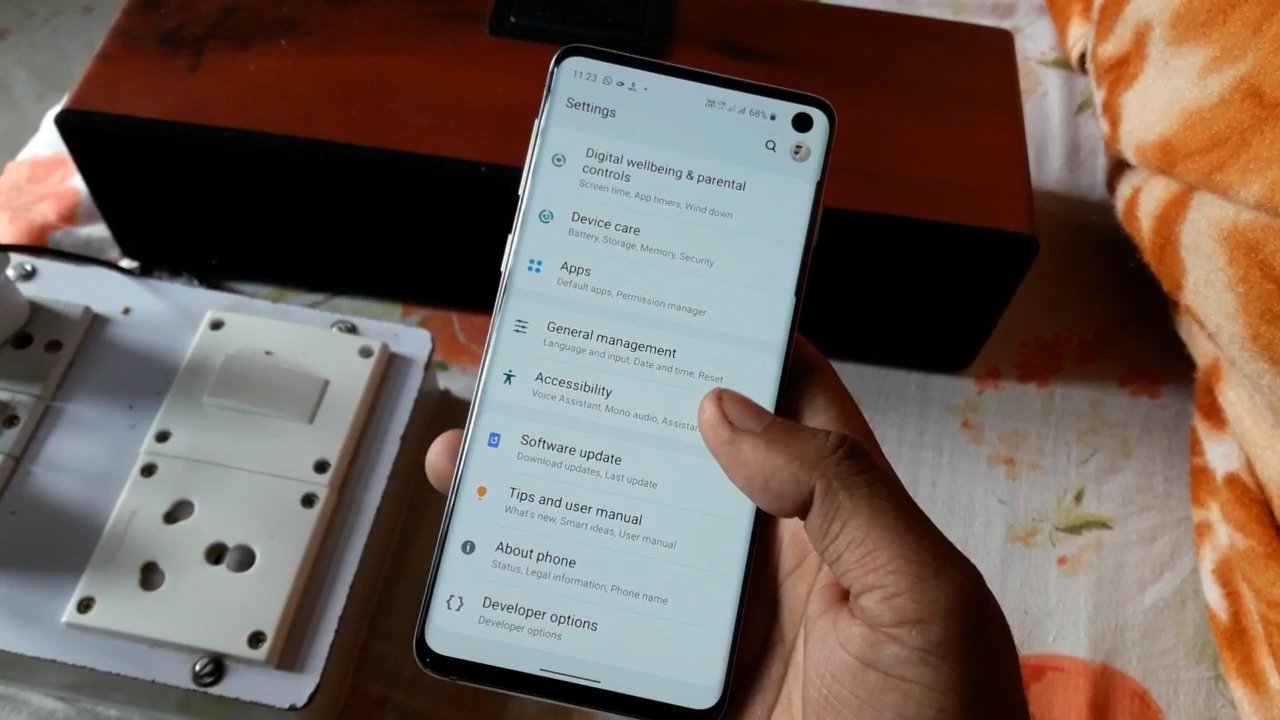 11:23
68%
Settings
Digital wellbeing & parental
controls
Screen time, App timers, Wind down
Device care
Battery, Storage, Memory, Security
Apps
Default apps, Permission manager
General management
Language and input, Date and time, Reset
Accessibility
Voice Assistant, Mono audio,
Software update
Download updates, Last update
Tips and user manual
What's new, Smart ideas, User manual
About phone
Status, Legal information, Phone name
Developer options
Developer options